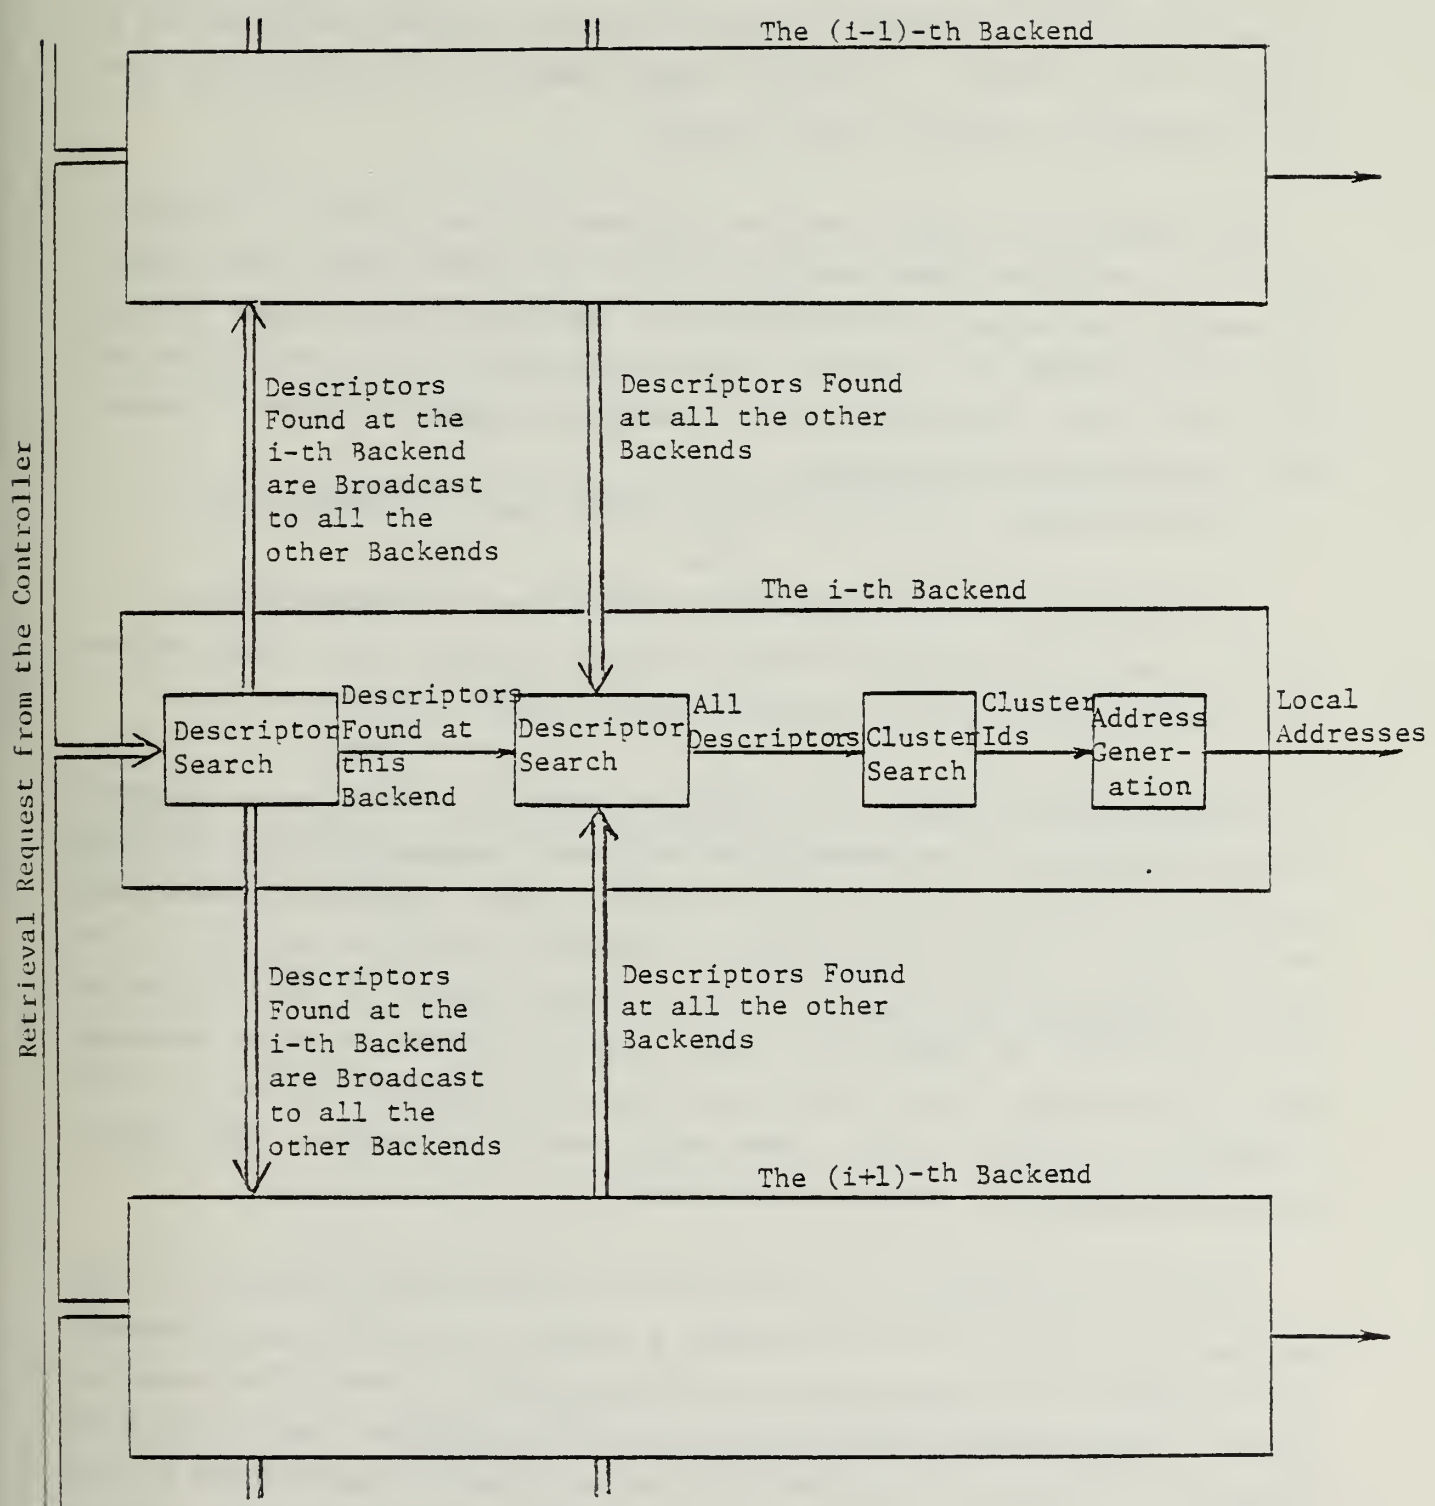 The (i-1)-th Backend
Retrieval Request from the Controller
Descriptors
Found at the
i-th Backend
are Broadcast
to all the
other Backends
Descriptors Found
at all the other
Backends
The i-th Backend
Descriptor
Search
Descriptors
Found at
this
Backend
Descriptor
Search
All
Descriptors
Cluster
Search
Cluster
Ids
Address
Gener-
ation
Local
Addresses
Descriptors
Found at the
i-th Backend
are Broadcast
to all the
other Backends
Descriptors Found
at all the other
Backends
The (i+1)-th Backend